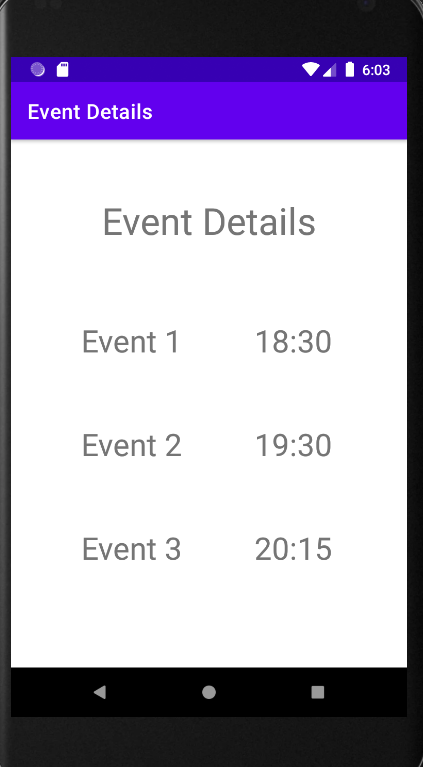 6:03
Event Details
Event Details
Event 1 18:30
Event 2 19:30
Event 3 20:15